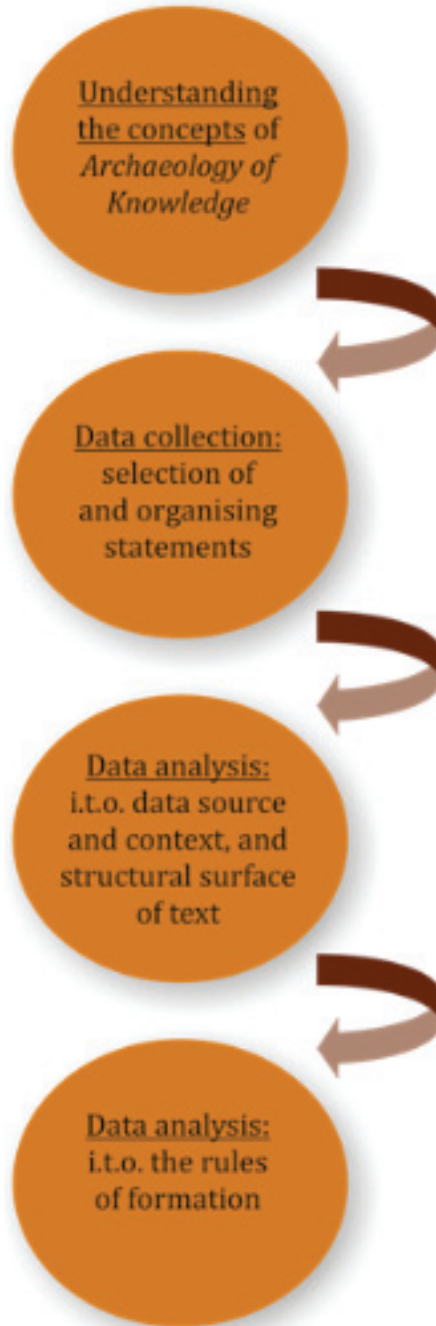 Understanding
the concepts of
Archaeology of
Knowledge
Data collection:
selection of
and organising
statements
Data analysis:
i.t.o. data source
and context, and
structural surface
of text
Data analysis:
i.t.o. the rules
of formation